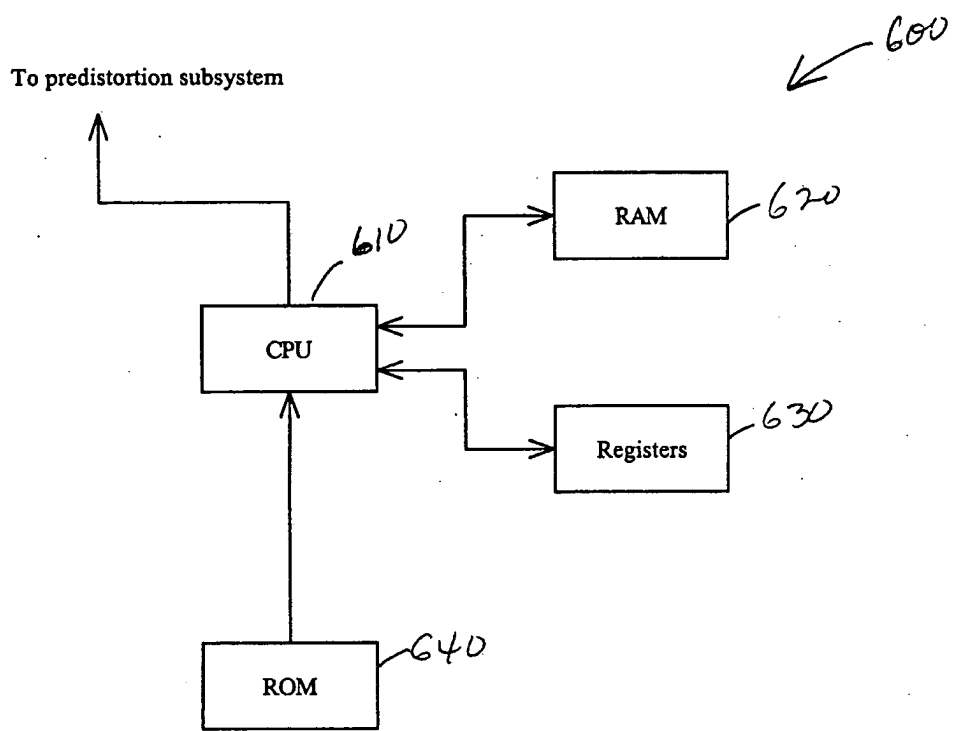 600
To predistortion subsystem
RAM
620
610
CPU
Registers
630
ROM
640